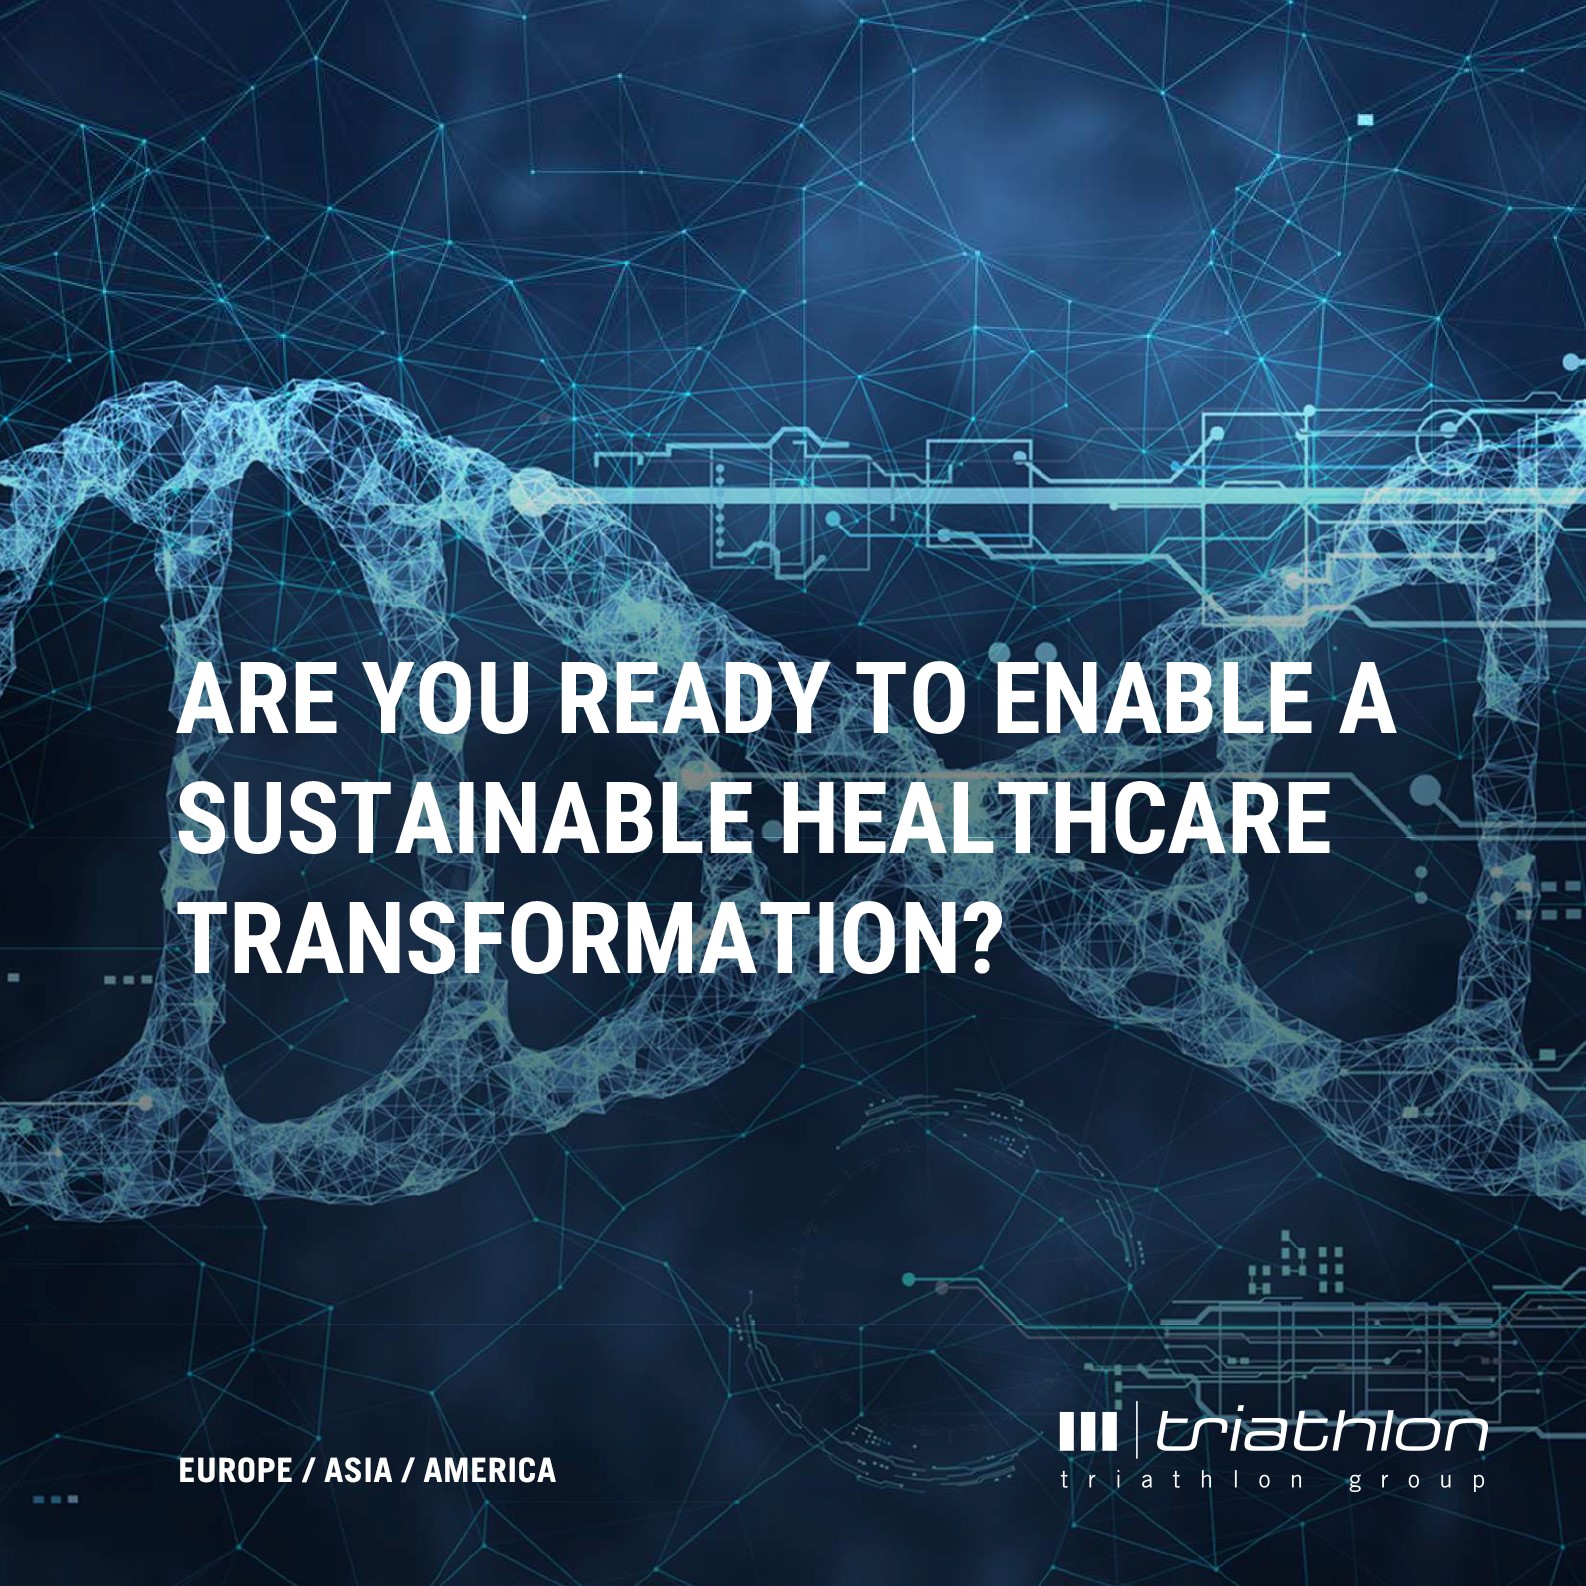 ARE YOU READY TO ENABLE A
SUSTAINABLE HEALTHCARE
TRANSFORMATION?
EUROPE / ASIA / AMERICA
triathlon
triathlon group